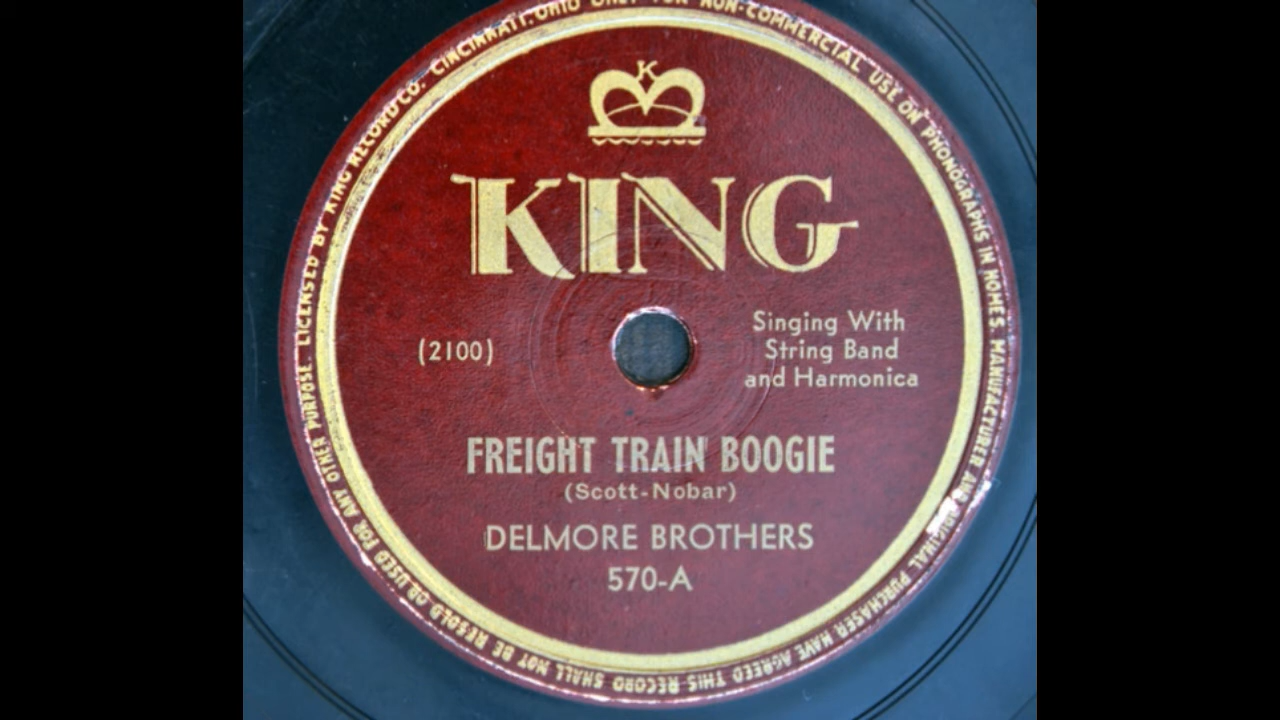 LICENSED BY KING RECORD CO. CINCINNATI, OHIO ONLY FOR NON-COMMERCIAL USE ON PHONOGRAPHS IN HOMES. MANUFACTURER AND ORIGINAL PURCHASER HAVE AGREED THIS RECORD SHALL NOT BE RESOLD OR USED FOR ANY OTHER PURPOSE.
K
KING
(2100)
Singing With
String Band
and Harmonica
FREIGHT TRAIN BOOGIE
(Scott-Nobar)
DELMORE BROTHERS
570-A